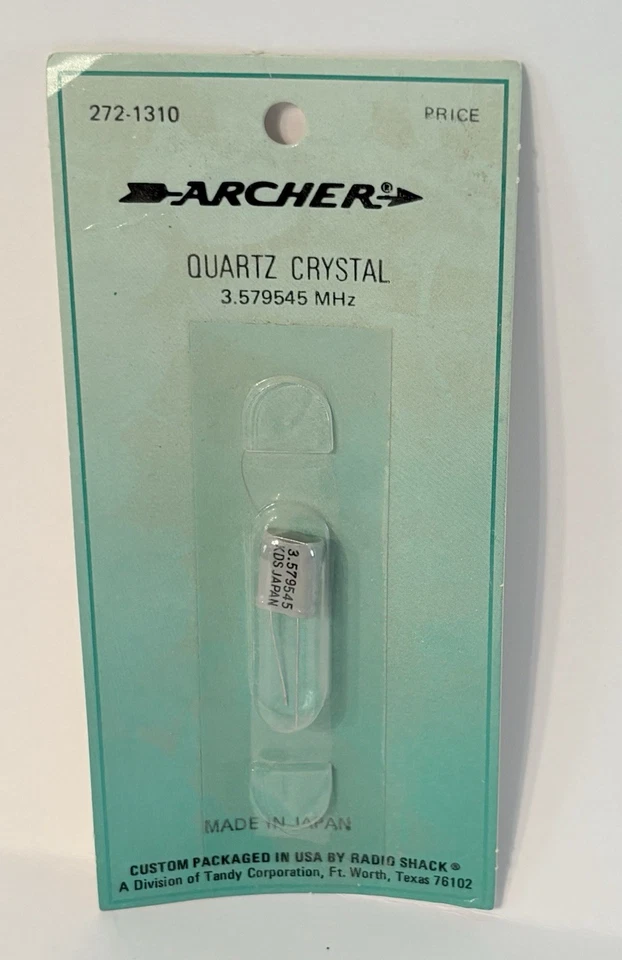 272-1310
PRICE
ARCHER®
QUARTZ CRYSTAL
3.579545 MHz
3.579545
KDS JAPAN
MADE IN JAPAN
CUSTOM PACKAGED IN USA BY RADIO SHACK®
A Division of Tandy Corporation, Ft. Worth, Texas 76102